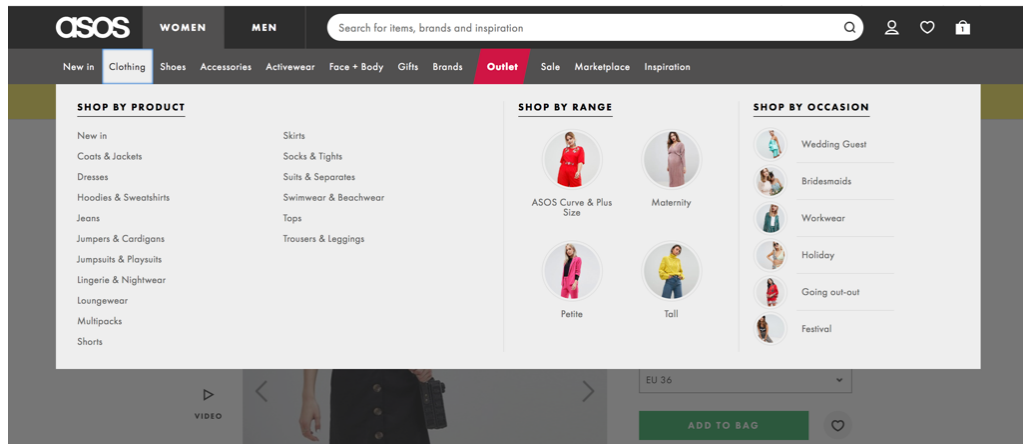 asos
WOMEN
MEN
Search for items, brands and inspiration
1
New in
Clothing
Shoes
Accessories
Activewear
Face + Body
Gifts
Brands
Outlet
Sale
Marketplace
Inspiration
SHOP BY PRODUCT
New in
Coats & Jackets
Dresses
Hoodies & Sweatshirts
Jeans
Jumpers & Cardigans
Jumpsuits & Playsuits
Lingerie & Nightwear
Loungewear
Multipacks
Shorts
Skirts
Socks & Tights
Suits & Separates
Swimwear & Beachwear
Tops
Trousers & Leggings
SHOP BY RANGE
ASOS Curve & Plus
Size
Maternity
Petite
Tall
SHOP BY OCCASION
Wedding Guest
Bridesmaids
Workwear
Holiday
Going out-out
Festival
VIDEO
EU 36
ADD TO BAG